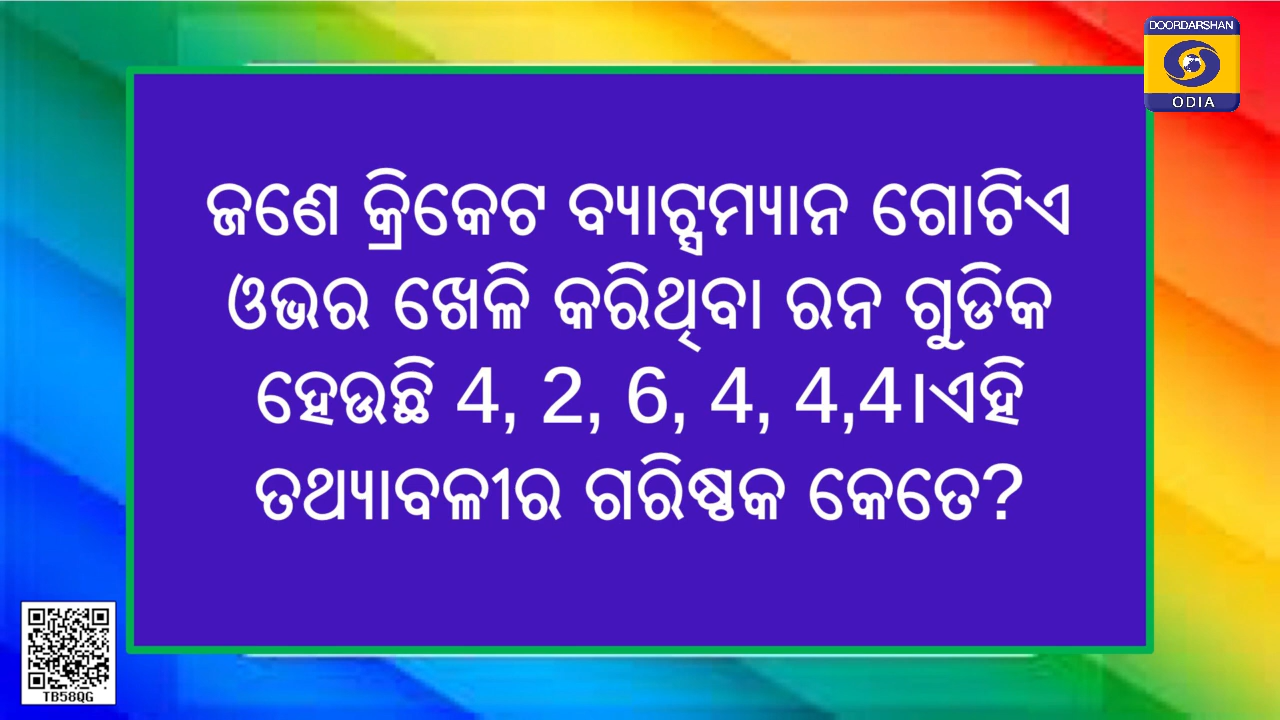 DOORDARSHAN
ODIA
ଜଣେ କ୍ରିକେଟ ବ୍ୟାଟ୍ସମ୍ୟାନ ଗୋଟିଏ
ଓଭର ଖେଳି କରିଥିବା ରନ ଗୁଡିକ
ହେଉଛି 4, 2, 6, 4, 4,4।ଏହି
ତଥ୍ୟାବଳୀର ଗରିଷ୍ଠକ କେତେ?
TB58QG